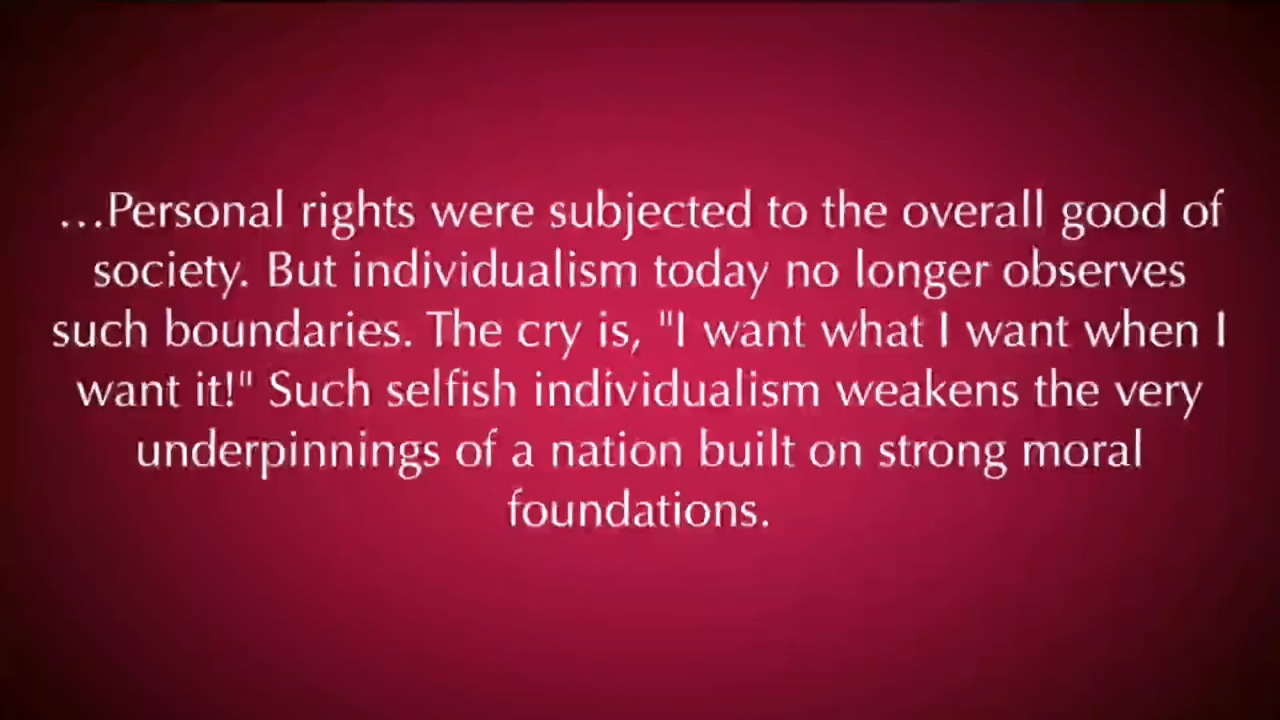 ...Personal rights were subjected to the overall good of
society. But individualism today no longer observes
such boundaries. The cry is, "I want what I want when I
want it!" Such selfish individualism weakens the very
underpinnings of a nation built on strong moral
foundations.